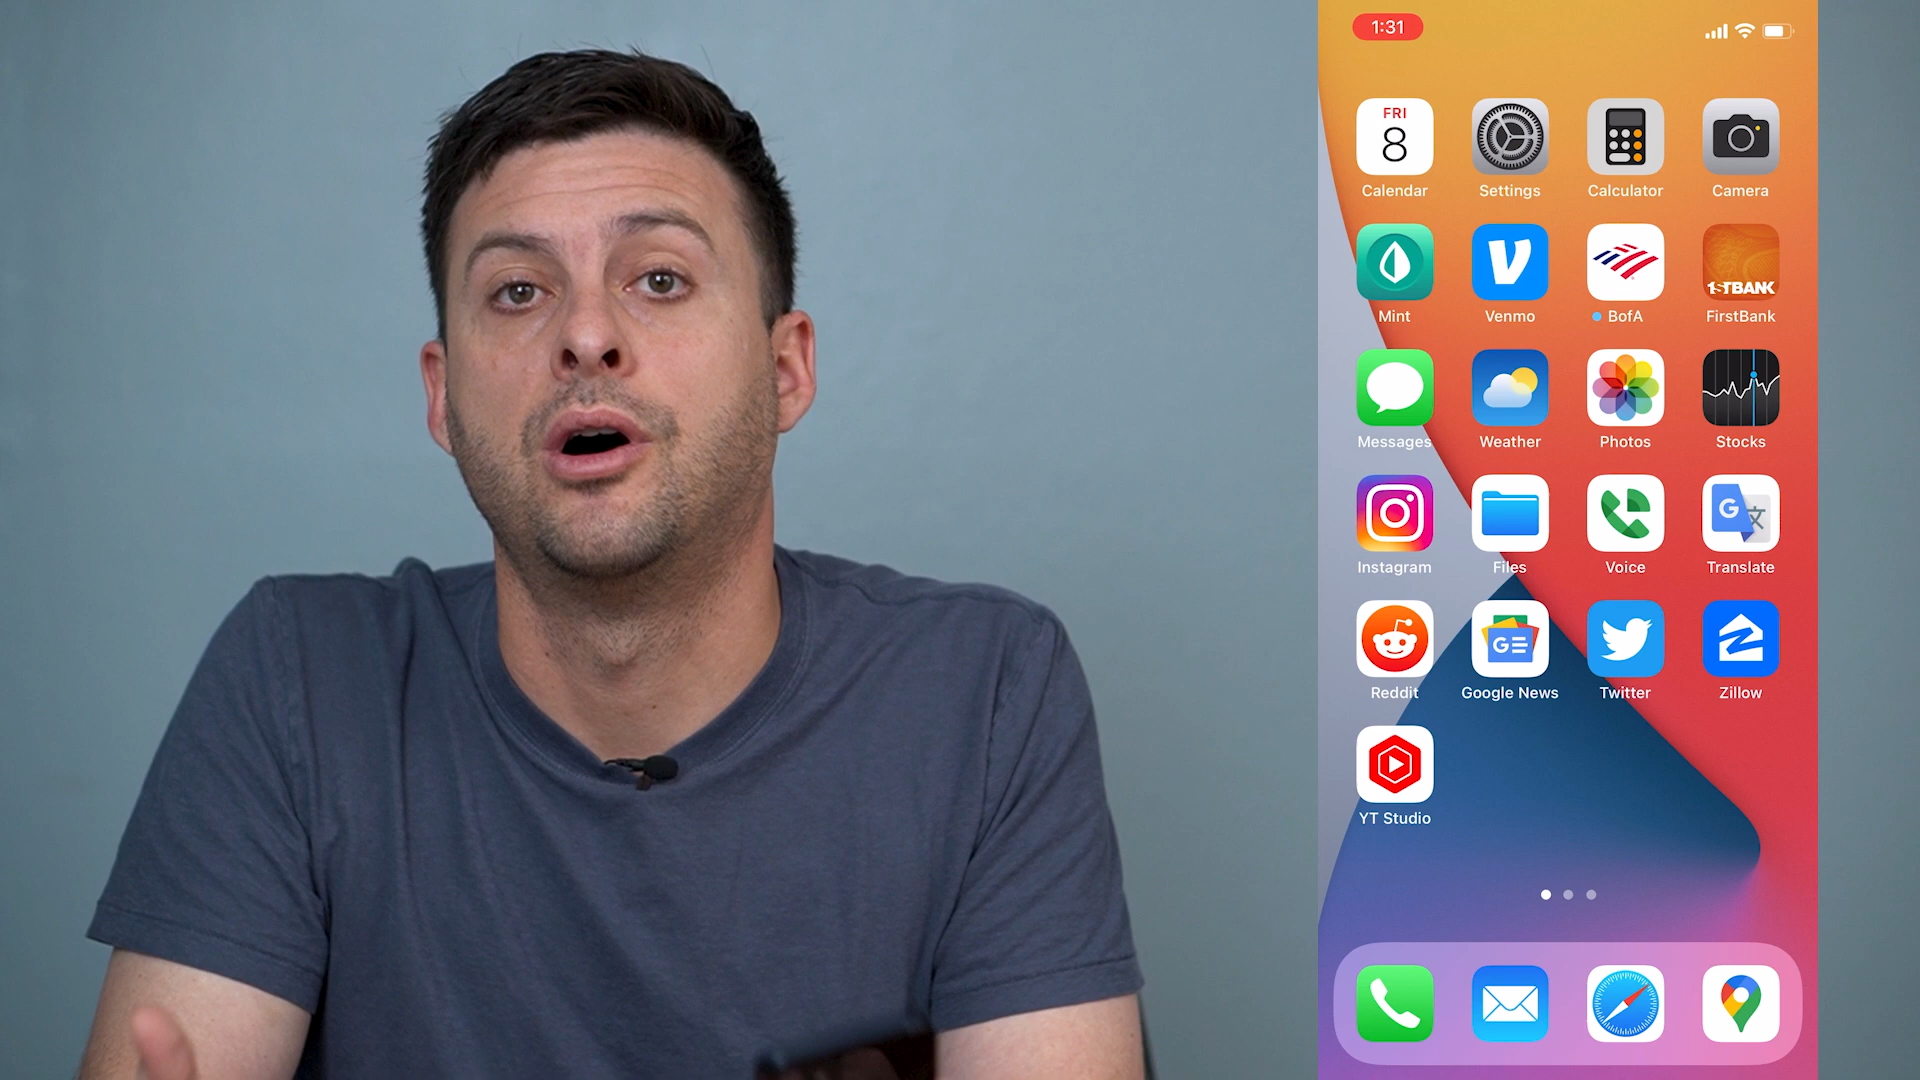 1:31
FRI
8
Calendar Settings Calculator Camera
1STBANK
Mint Venmo BofA FirstBank
Messages Weather Photos Stocks
G 文
Instagram Files Voice Translate
GE
Reddit Google News Twitter Zillow
YT Studio